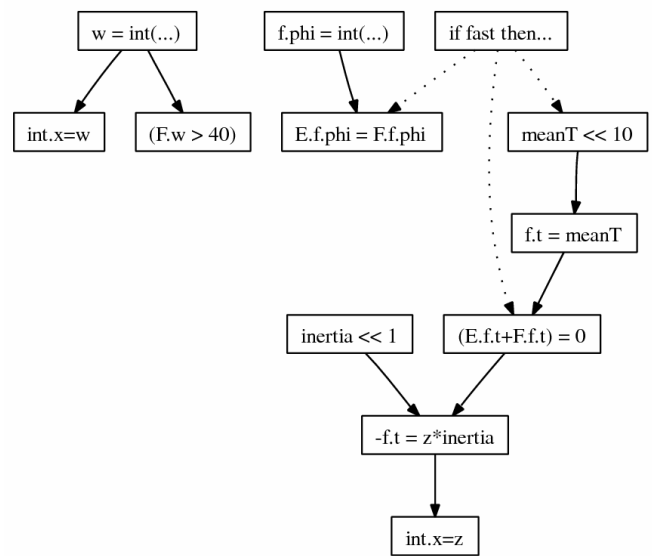 w = int(...)
f.phi = int(...)
if fast then...
int.x=w
(F.w > 40)
E.f.phi = F.f.phi
meanT << 10
f.t = meanT
inertia << 1
(E.f.t+F.f.t) = 0
-f.t = z*inertia
int.x=z